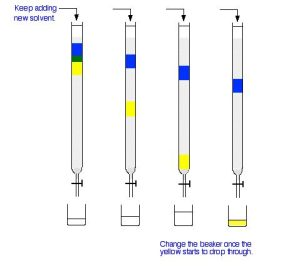 Keep adding
new solvent.
Change the beaker once the
yellow starts to drop through.